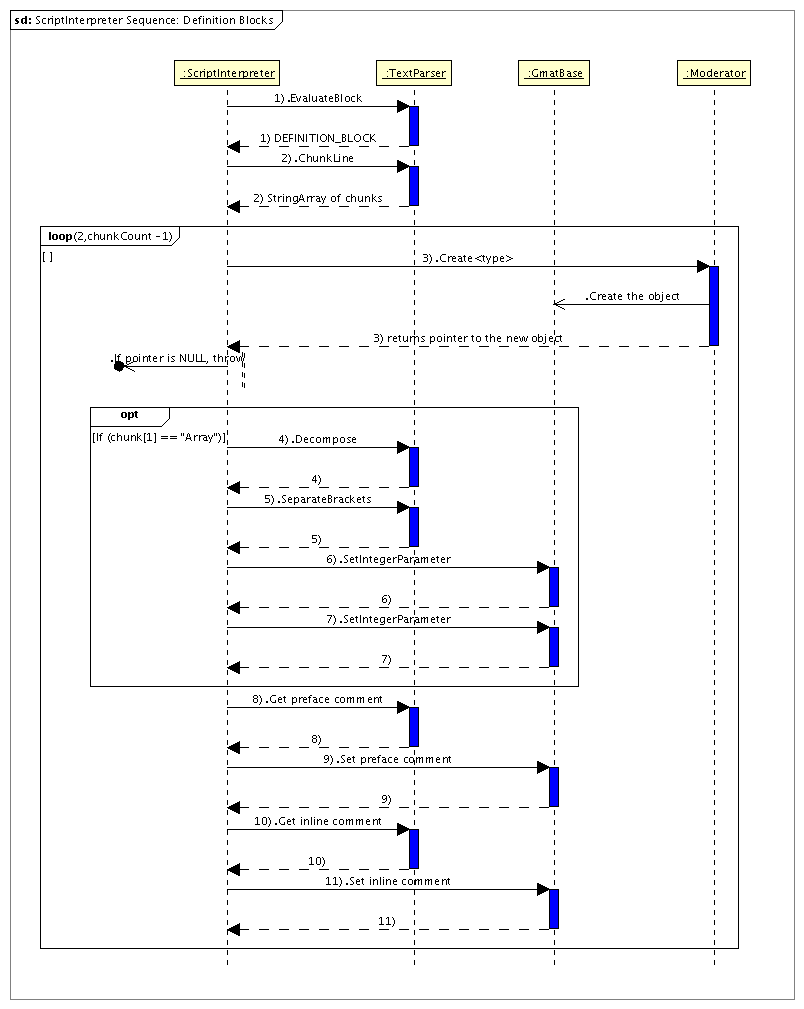 sd: ScriptInterpreter Sequence: Definition Blocks
:ScriptInterpreter :TextParser :GmatBase :Moderator
1).EvaluateBlock
1) DEFINITION_BLOCK
2).ChunkLine
2) StringArray of chunks
loop(2,chunkCount -1)
[ ]
3).Create<type>
.Create the object
3) returns pointer to the new object
.If pointer is NULL, throw
opt
[If (chunk[1] == "Array")]
4).Decompose
4)
5).SeparateBrackets
5)
6).SetIntegerParameter
6)
7).SetIntegerParameter
7)
8).Get preface comment
8)
9).Set preface comment
9)
10).Get inline comment
10)
11).Set inline comment
11)